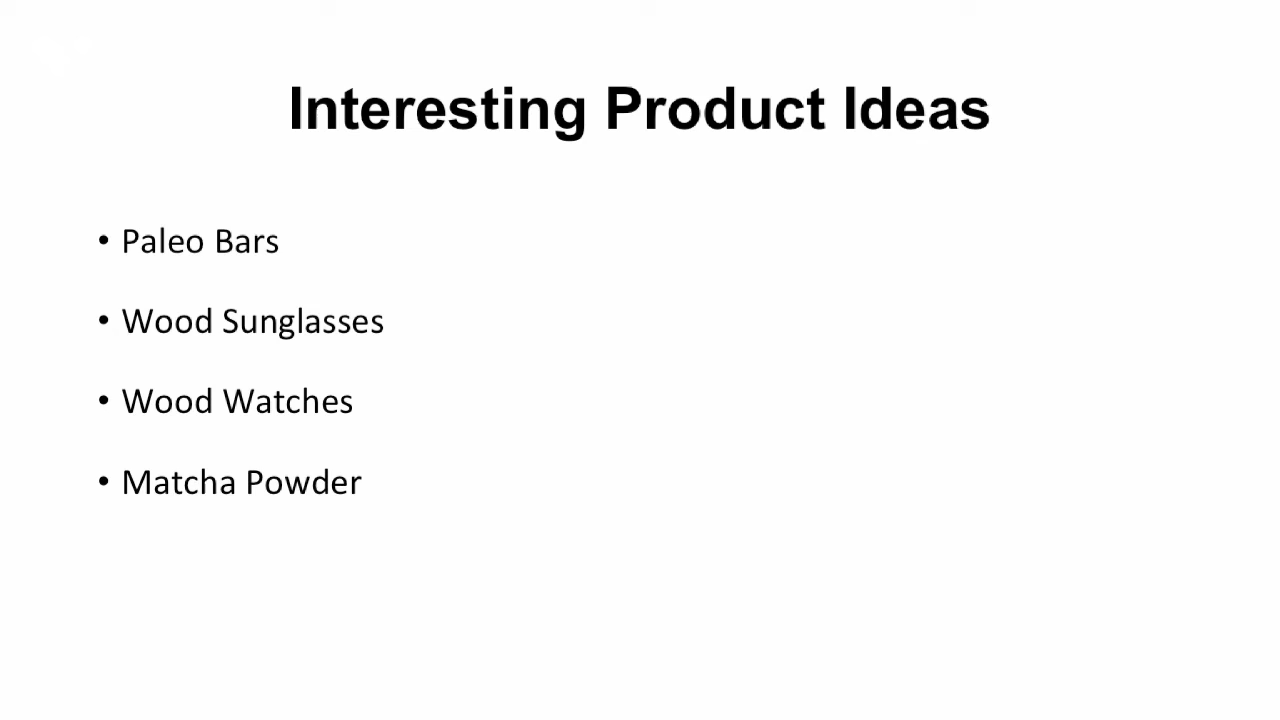 Interesting Product Ideas
• Paleo Bars
• Wood Sunglasses
• Wood Watches
• Matcha Powder